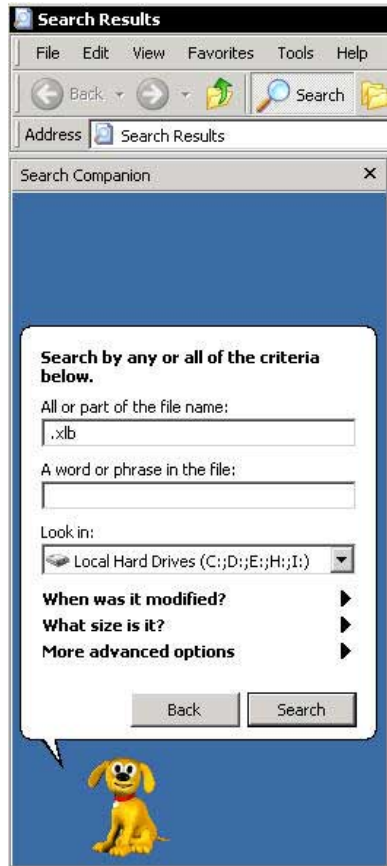 Search Results
File Edit View Favorites Tools Help
Back Search
Address Search Results
Search Companion
Search by any or all of the criteria
below.
All or part of the file name:
.xlb
A word or phrase in the file:
Look in:
Local Hard Drives (C:;D:;E:;H:;I:)
When was it modified?
What size is it?
More advanced options
Back Search